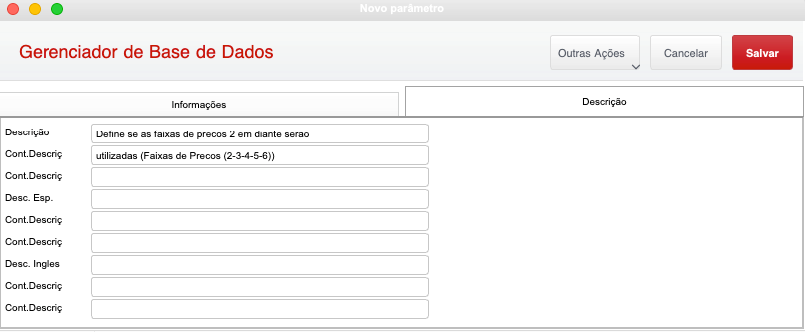 Novo parâmetro
Gerenciador de Base de Dados
Outras Ações
Cancelar
Salvar
Informações
Descrição
Descrição Define se as faixas de precos 2 em diante serao
Cont.Descriç utilizadas (Faixas de Precos (2-3-4-5-6))
Cont.Descriç
Desc. Esp.
Cont.Descriç
Cont.Descriç
Desc. Ingles
Cont.Descriç
Cont.Descriç